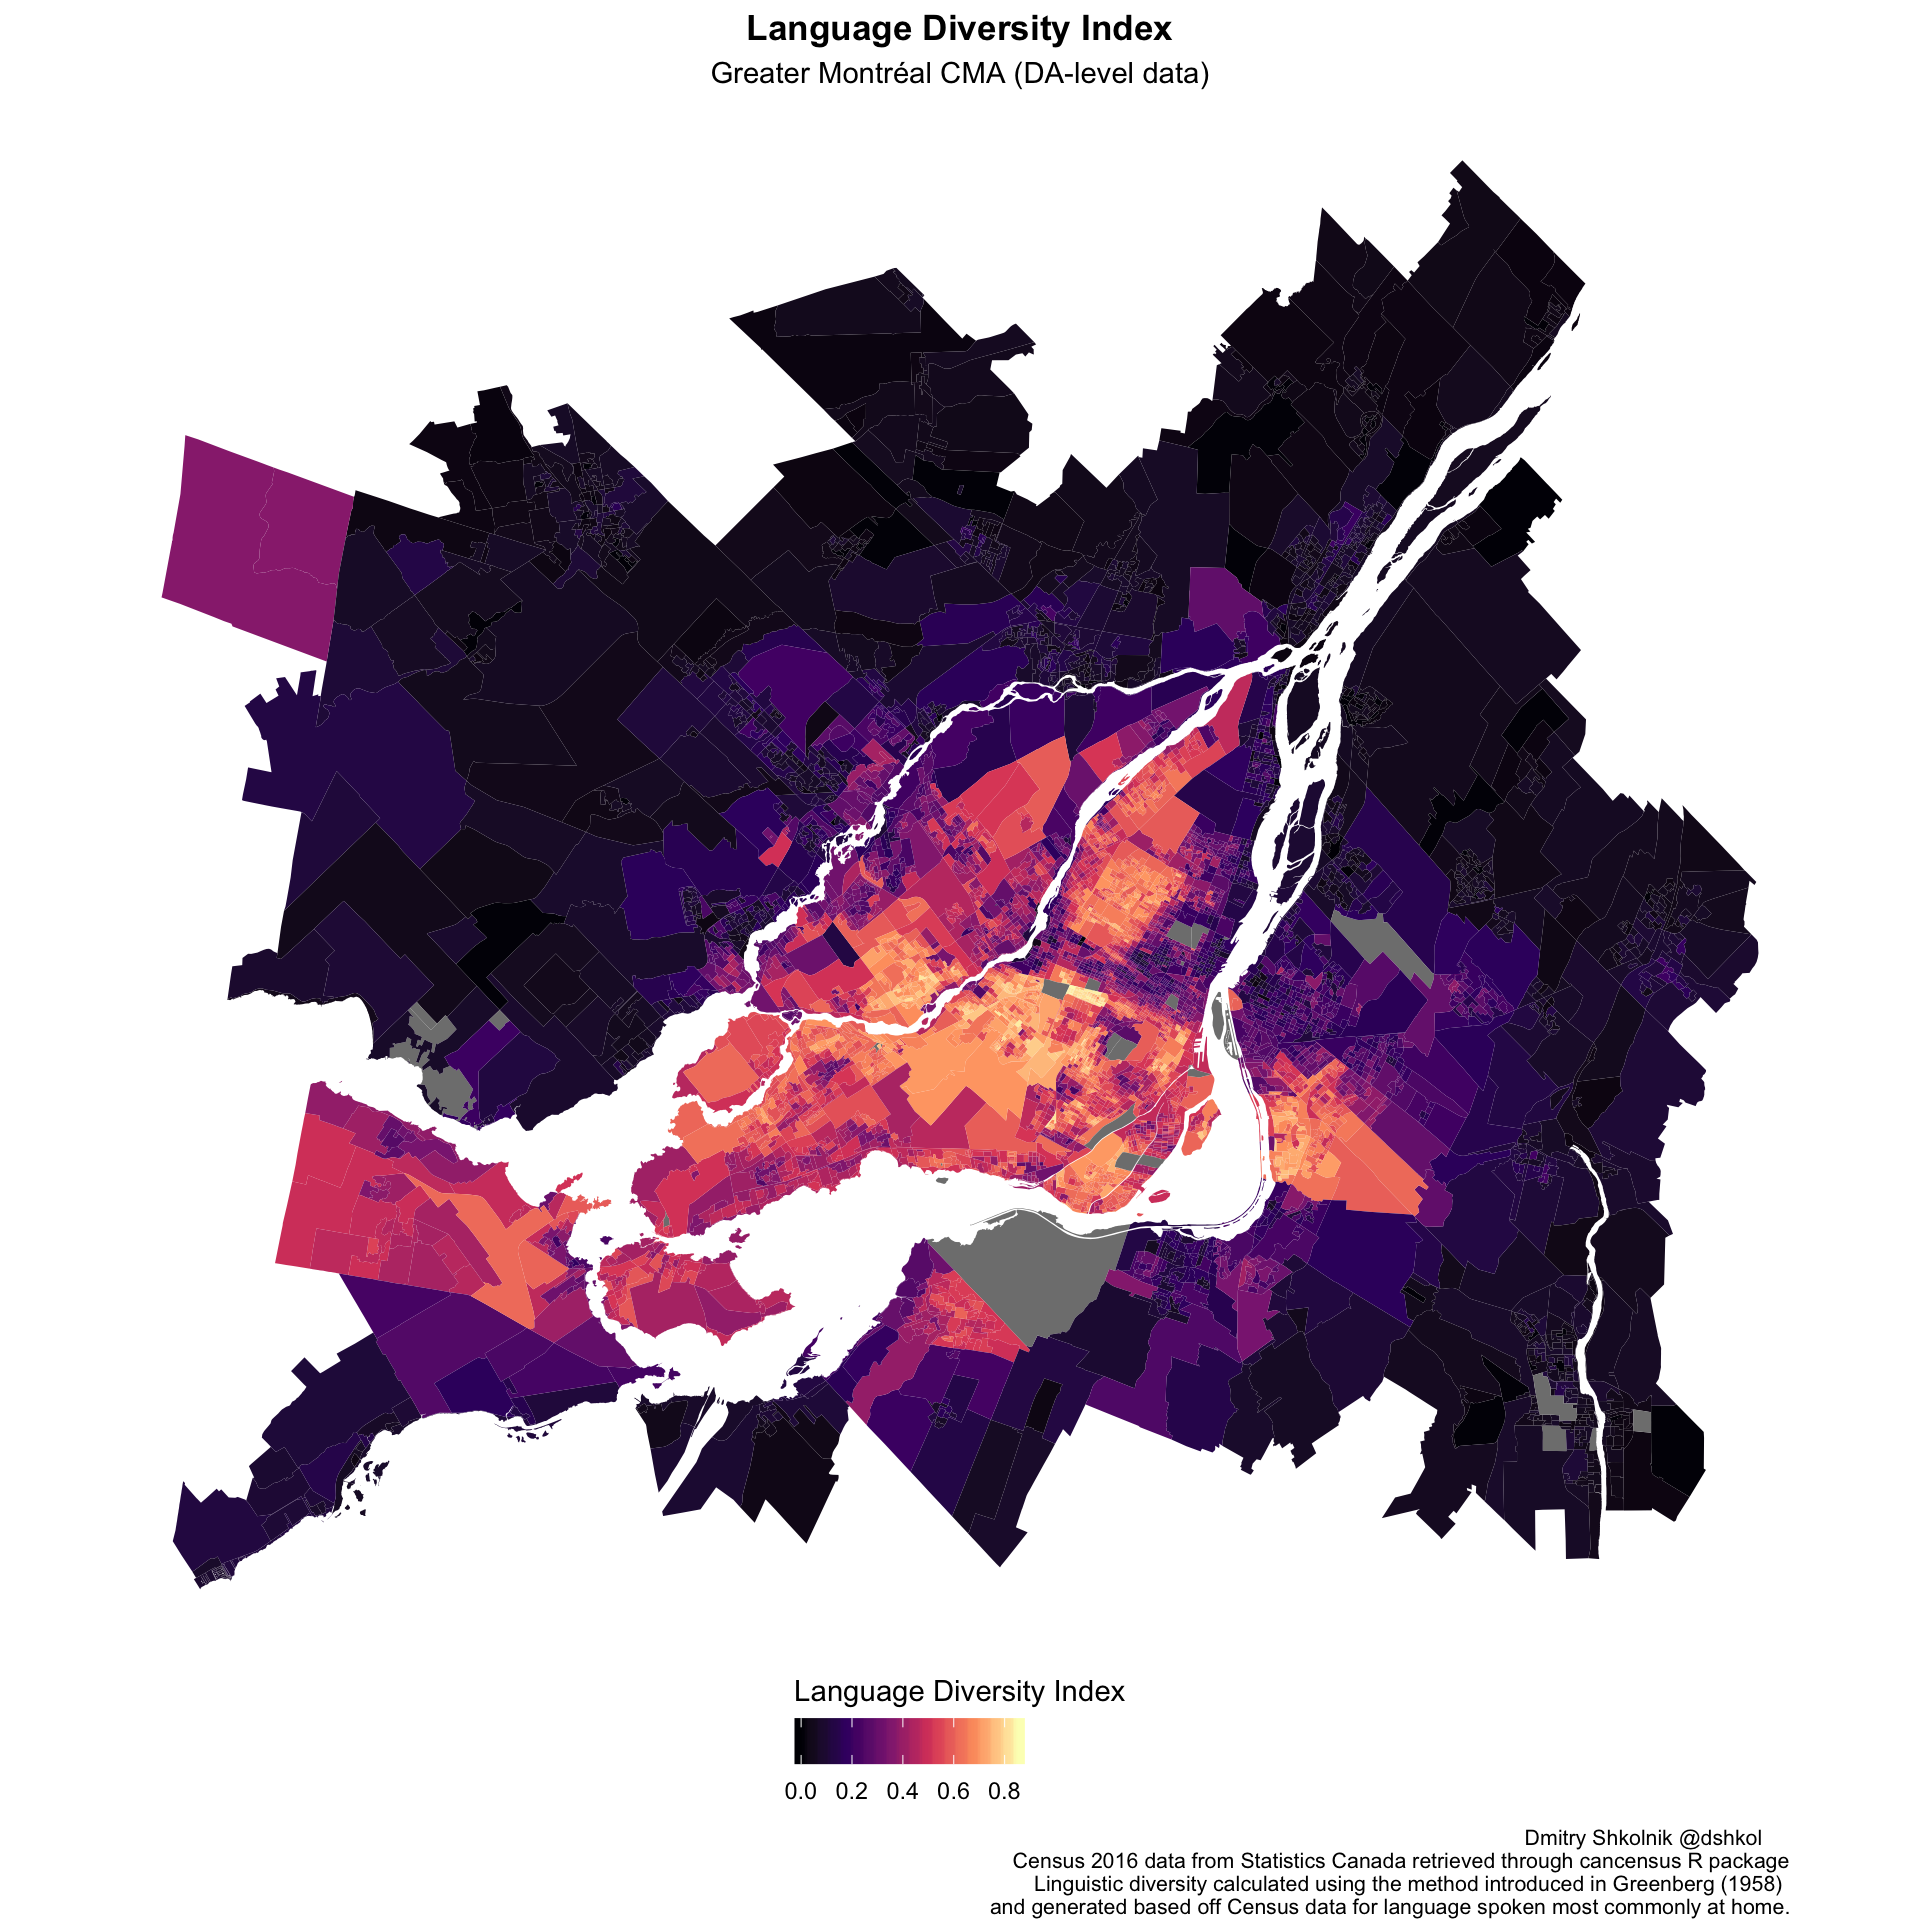 Language Diversity Index
Greater Montréal CMA (DA-level data)
Language Diversity Index
0.0 0.2 0.4 0.6 0.8
Dmitry Shkolnik @dshkol
Census 2016 data from Statistics Canada retrieved through cancensus R package
Linguistic diversity calculated using the method introduced in Greenberg (1958)
and generated based off Census data for language spoken most commonly at home.